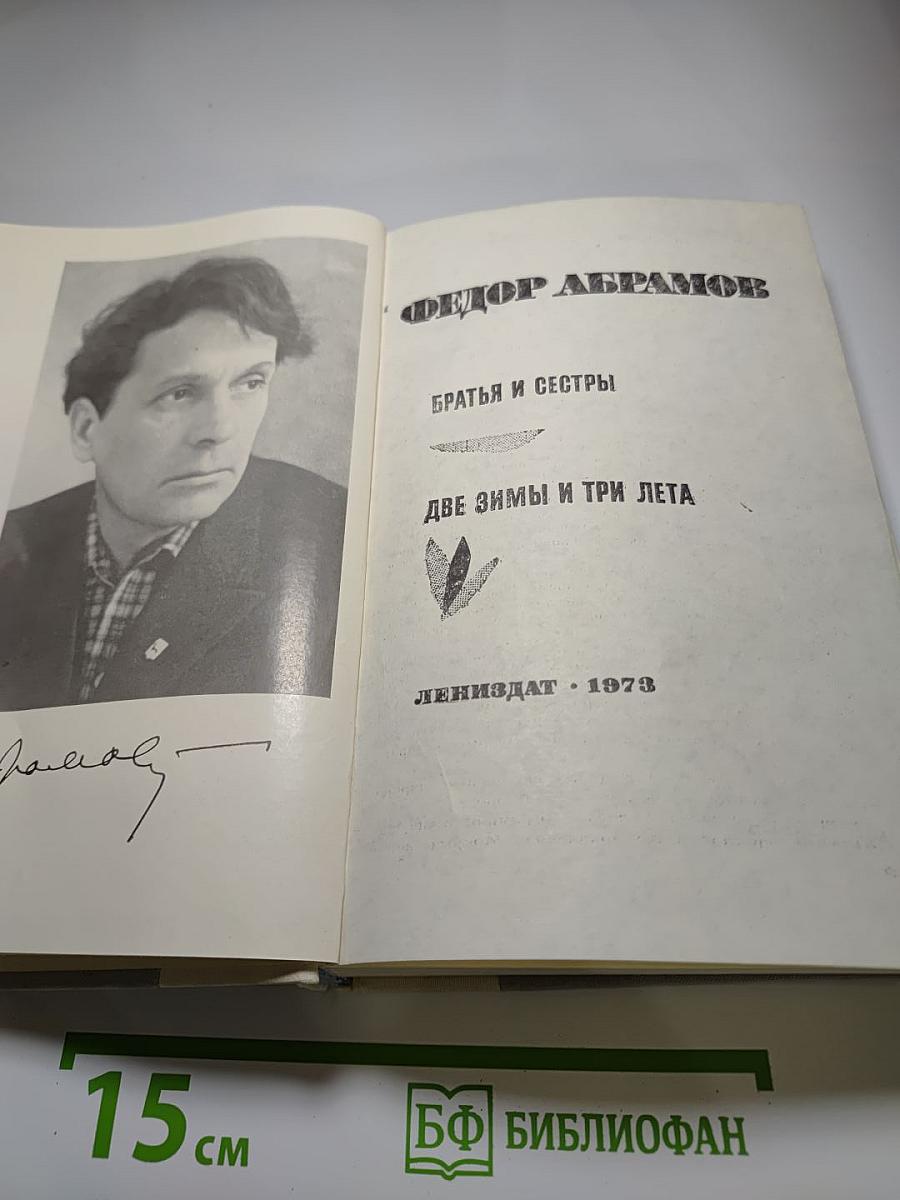 ФЕДОР АБРАМОВ
БРАТЬЯ И СЕСТРЫ
ДВЕ ЗИМЫ И ТРИ ЛЕТА
ЛЕНИЗДАТ · 1973
15 см
БФ БИБЛИОФАН